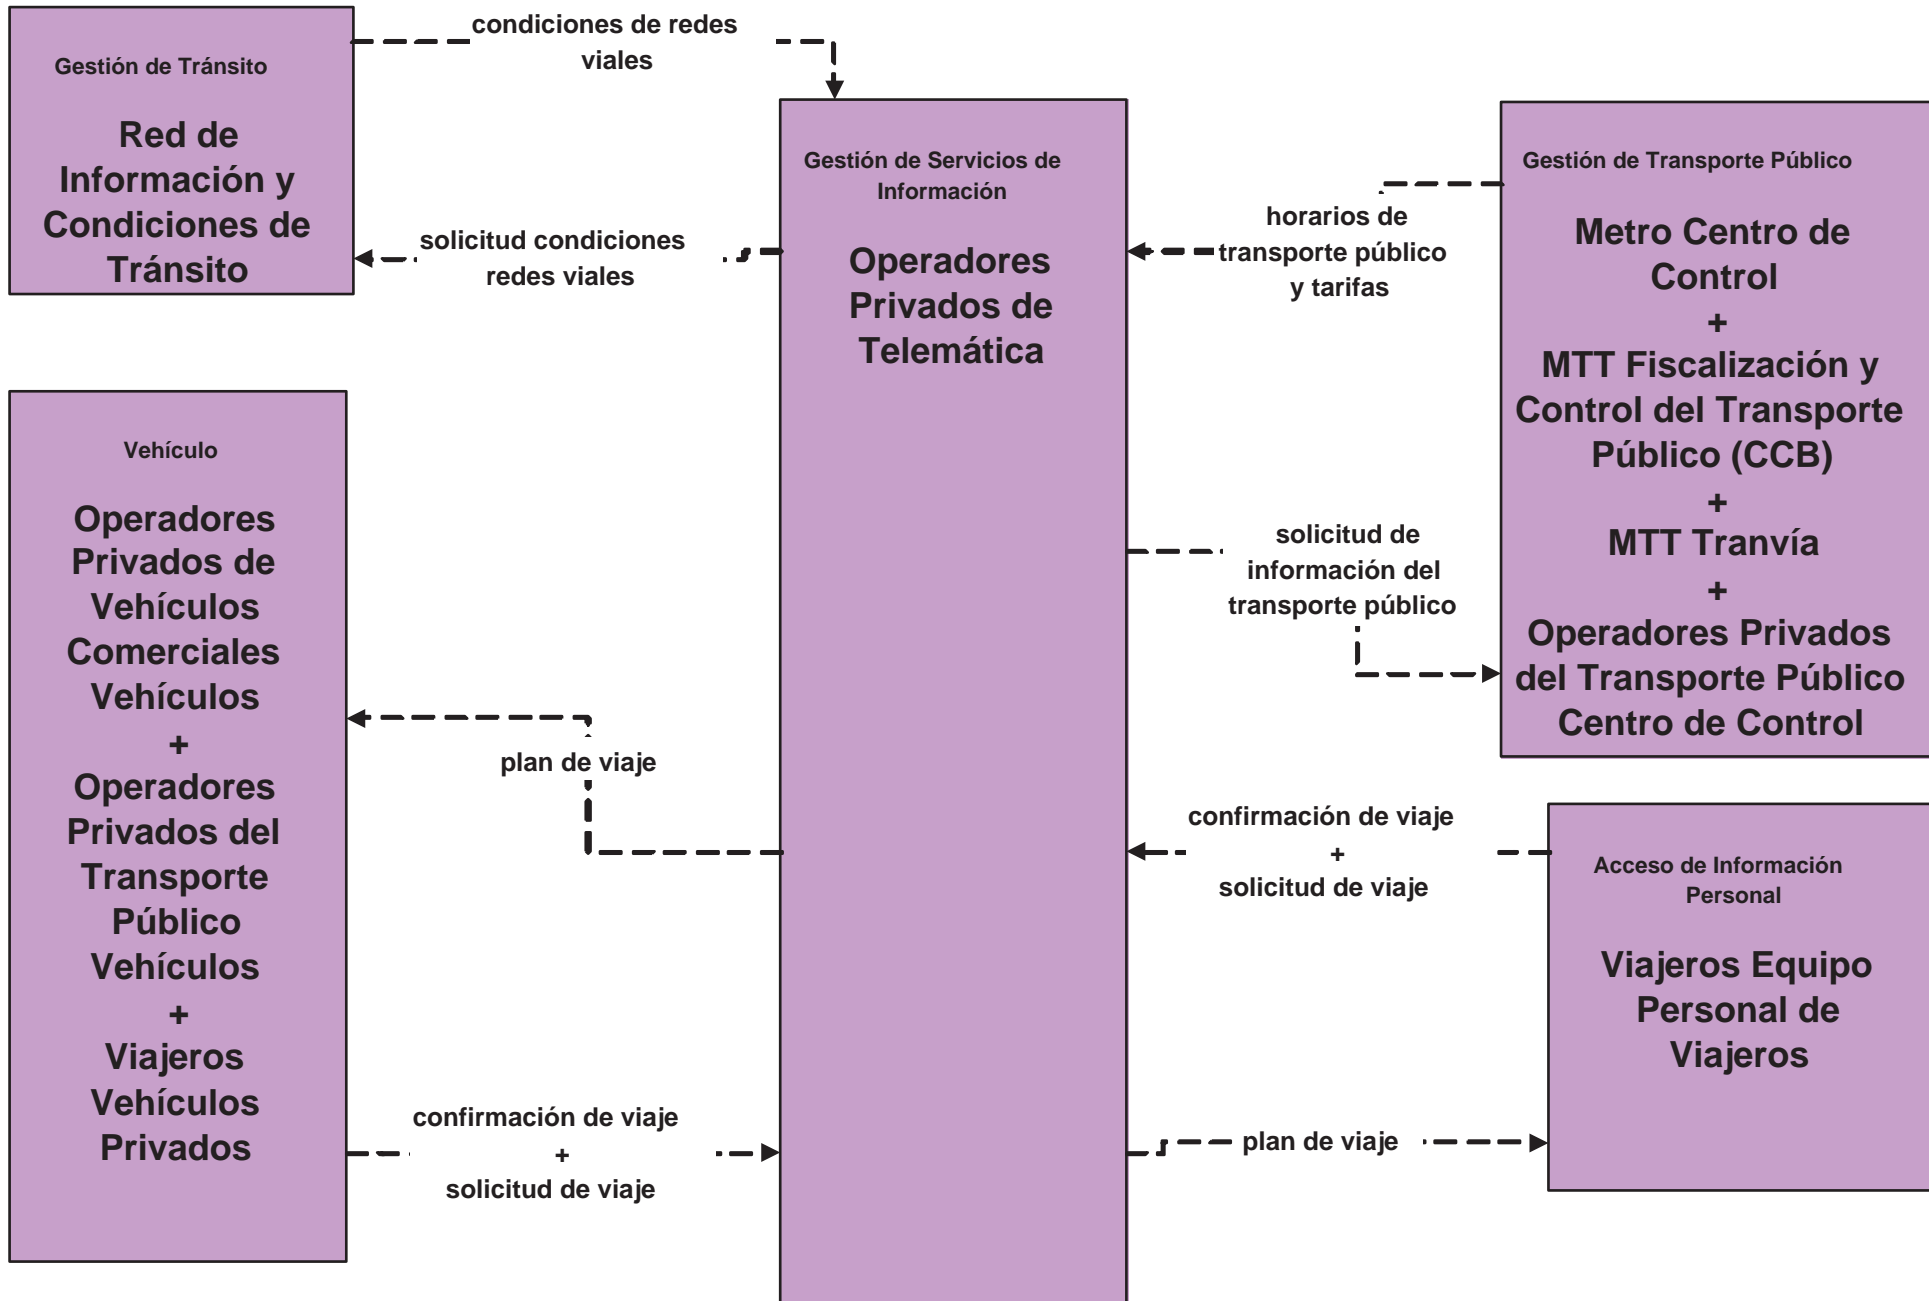 condiciones de redes
viales
Gestión de Tránsito
Red de
Información y
Condiciones de
Tránsito
solicitud condiciones
redes viales
Gestión de Servicios de
Información
Operadores
Privados de
Telemática
horarios de
transporte público
y tarifas
Gestión de Transporte Público
Metro Centro de
Control
+
MTT Fiscalización y
Control del Transporte
Público (CCB)
+
MTT Tranvía
+
Operadores Privados
del Transporte Público
Centro de Control
solicitud de
información del
transporte público
Vehículo
Operadores
Privados de
Vehículos
Comerciales
Vehículos
+
Operadores
Privados del
Transporte
Público
Vehículos
+
Viajeros
Vehículos
Privados
plan de viaje
confirmación de viaje
+
solicitud de viaje
Acceso de Información
Personal
Viajeros Equipo
Personal de
Viajeros
confirmación de viaje
+
solicitud de viaje
plan de viaje